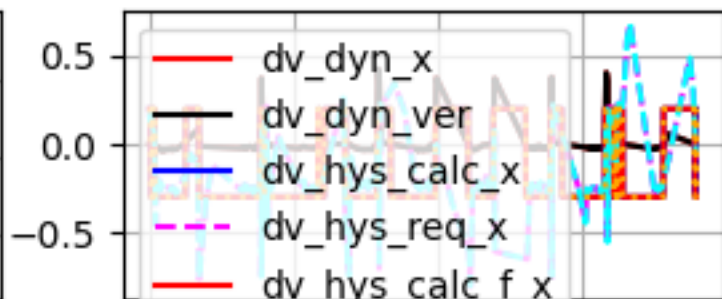 0.5
0.0
−0.5
dv_dyn_x
dv_dyn_ver
dv_hys_calc_x
dv_hys_req_x
dv_hys_calc_f_x